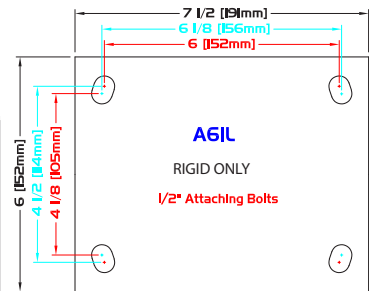 7 1/2 [191mm]
6 1/8 [156mm]
6 [152mm]
6 [152mm]
4 1/2 [114mm]
4 1/8 [105mm]
A61L
RIGID ONLY
1/2" Attaching Bolts